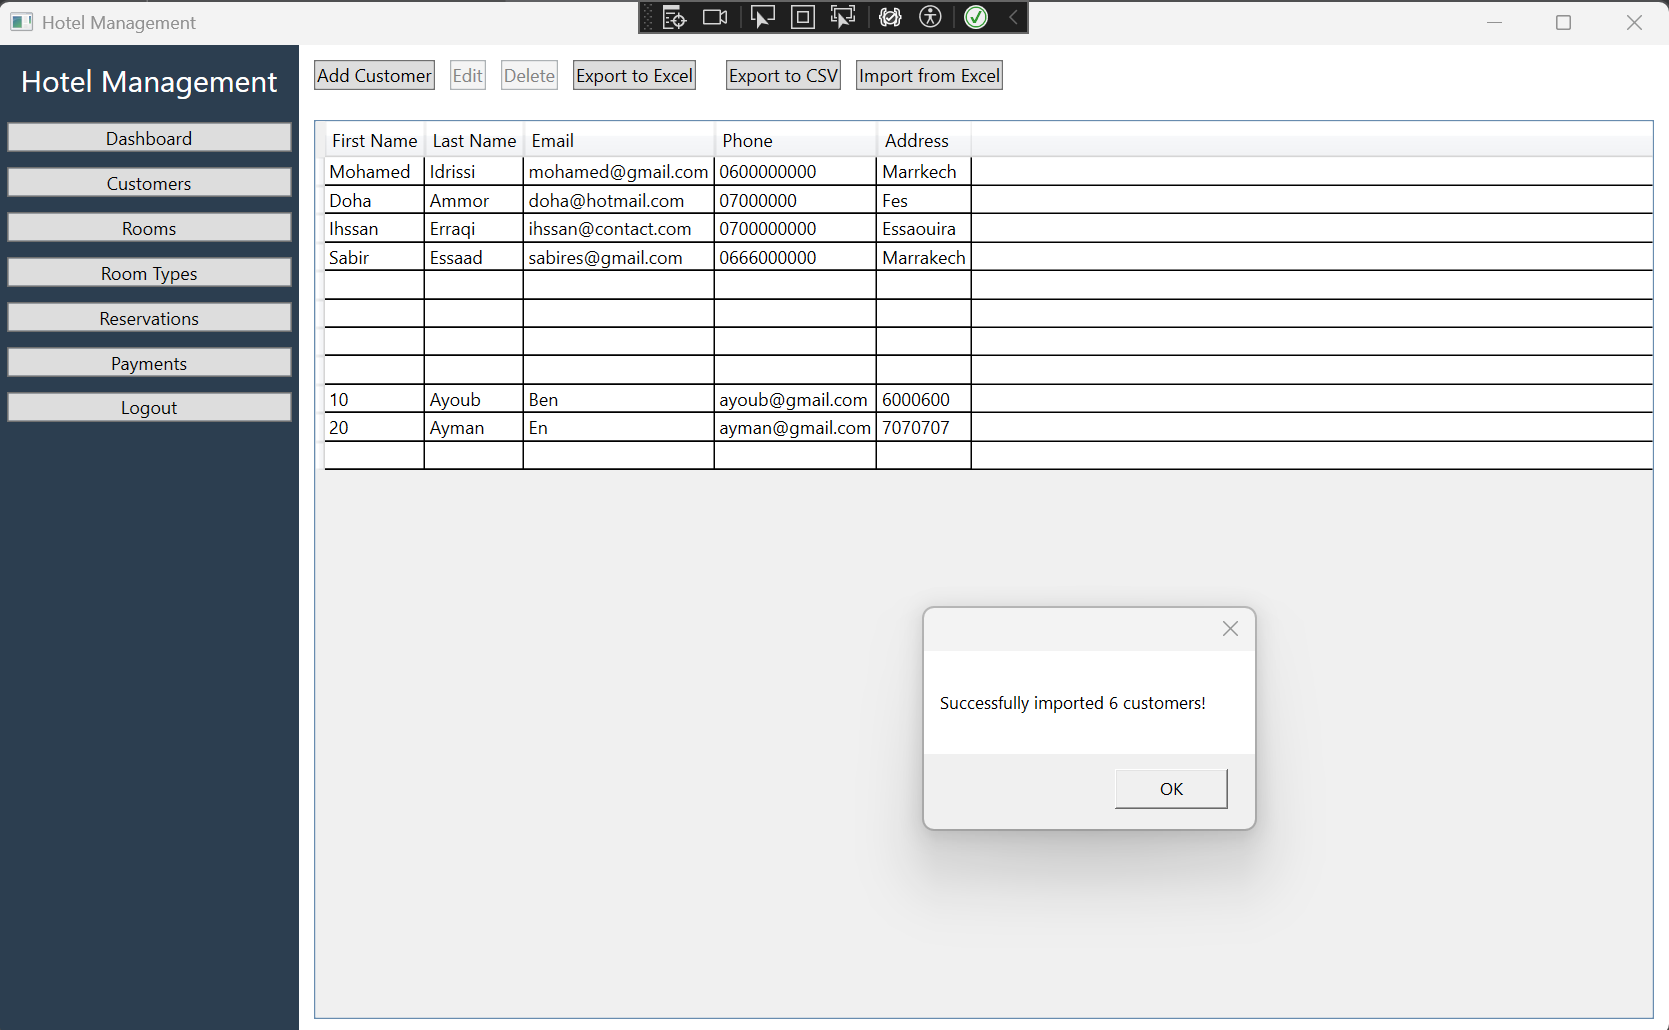 Hotel Management
Hotel Management
Dashboard
Customers
Rooms
Room Types
Reservations
Payments
Logout
Add Customer Edit Delete Export to Excel Export to CSV Import from Excel
First Name Last Name Email Phone Address
Mohamed Idrissi mohamed@gmail.com 0600000000 Marrkech
Doha Ammor doha@hotmail.com 07000000 Fes
Ihssan Erraqi ihssan@contact.com 0700000000 Essaouira
Sabir Essaad sabires@gmail.com 0666000000 Marrakech
10 Ayoub Ben ayoub@gmail.com 6000600
20 Ayman En ayman@gmail.com 7070707
Successfully imported 6 customers!
OK